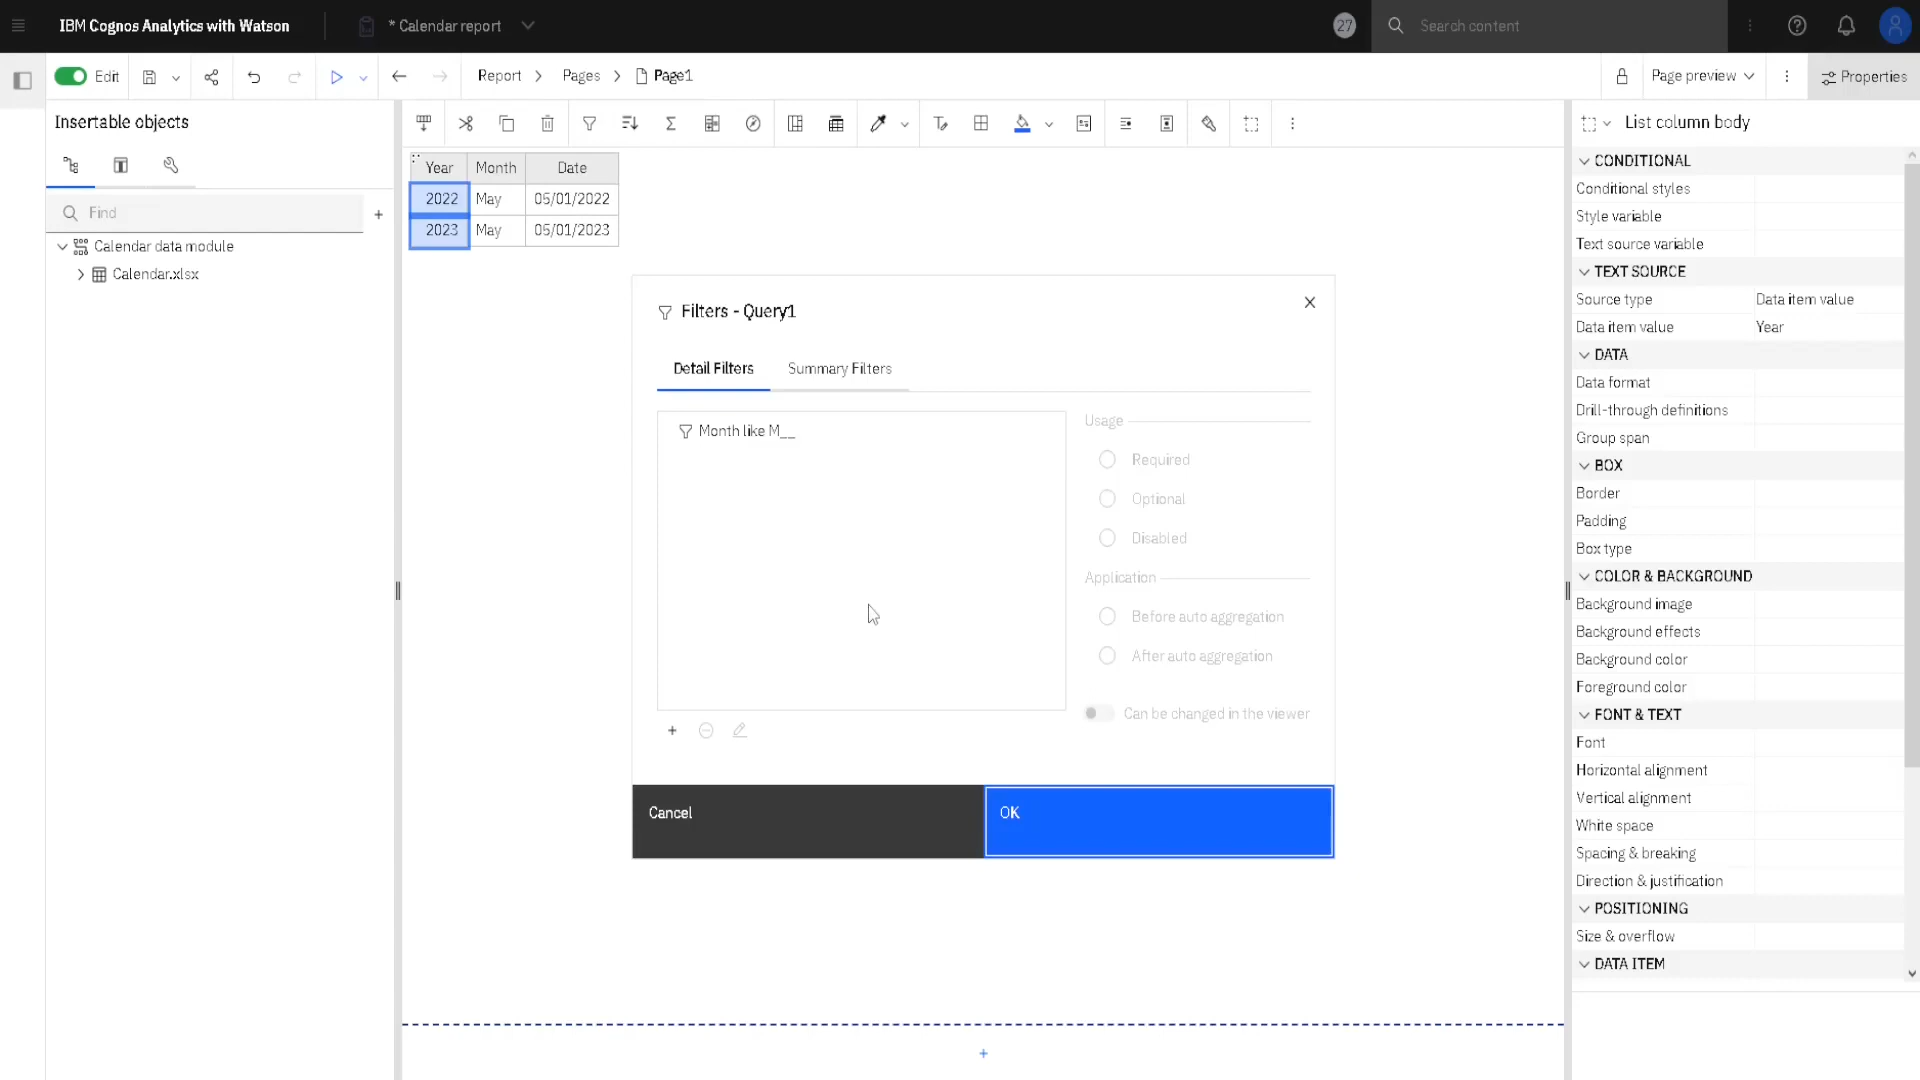 IBM Cognos Analytics with Watson
* Calendar report
27
Search content
Edit
Report
Pages
Page1
Page preview
Properties
Insertable objects
Find
Calendar data module
Calendar.xlsx
Year Month Date
2022 May 05/01/2022
2023 May 05/01/2023
Filters - Query1
Detail Filters
Summary Filters
Month like M__
Usage
Required
Optional
Disabled
Application
Before auto aggregation
After auto aggregation
Can be changed in the viewer
Cancel
OK
List column body
CONDITIONAL
Conditional styles
Style variable
Text source variable
TEXT SOURCE
Source type Data item value
Data item value Year
DATA
Data format
Drill-through definitions
Group span
BOX
Border
Padding
Box type
COLOR & BACKGROUND
Background image
Background effects
Background color
Foreground color
FONT & TEXT
Font
Horizontal alignment
Vertical alignment
White space
Spacing & breaking
Direction & justification
POSITIONING
Size & overflow
DATA ITEM